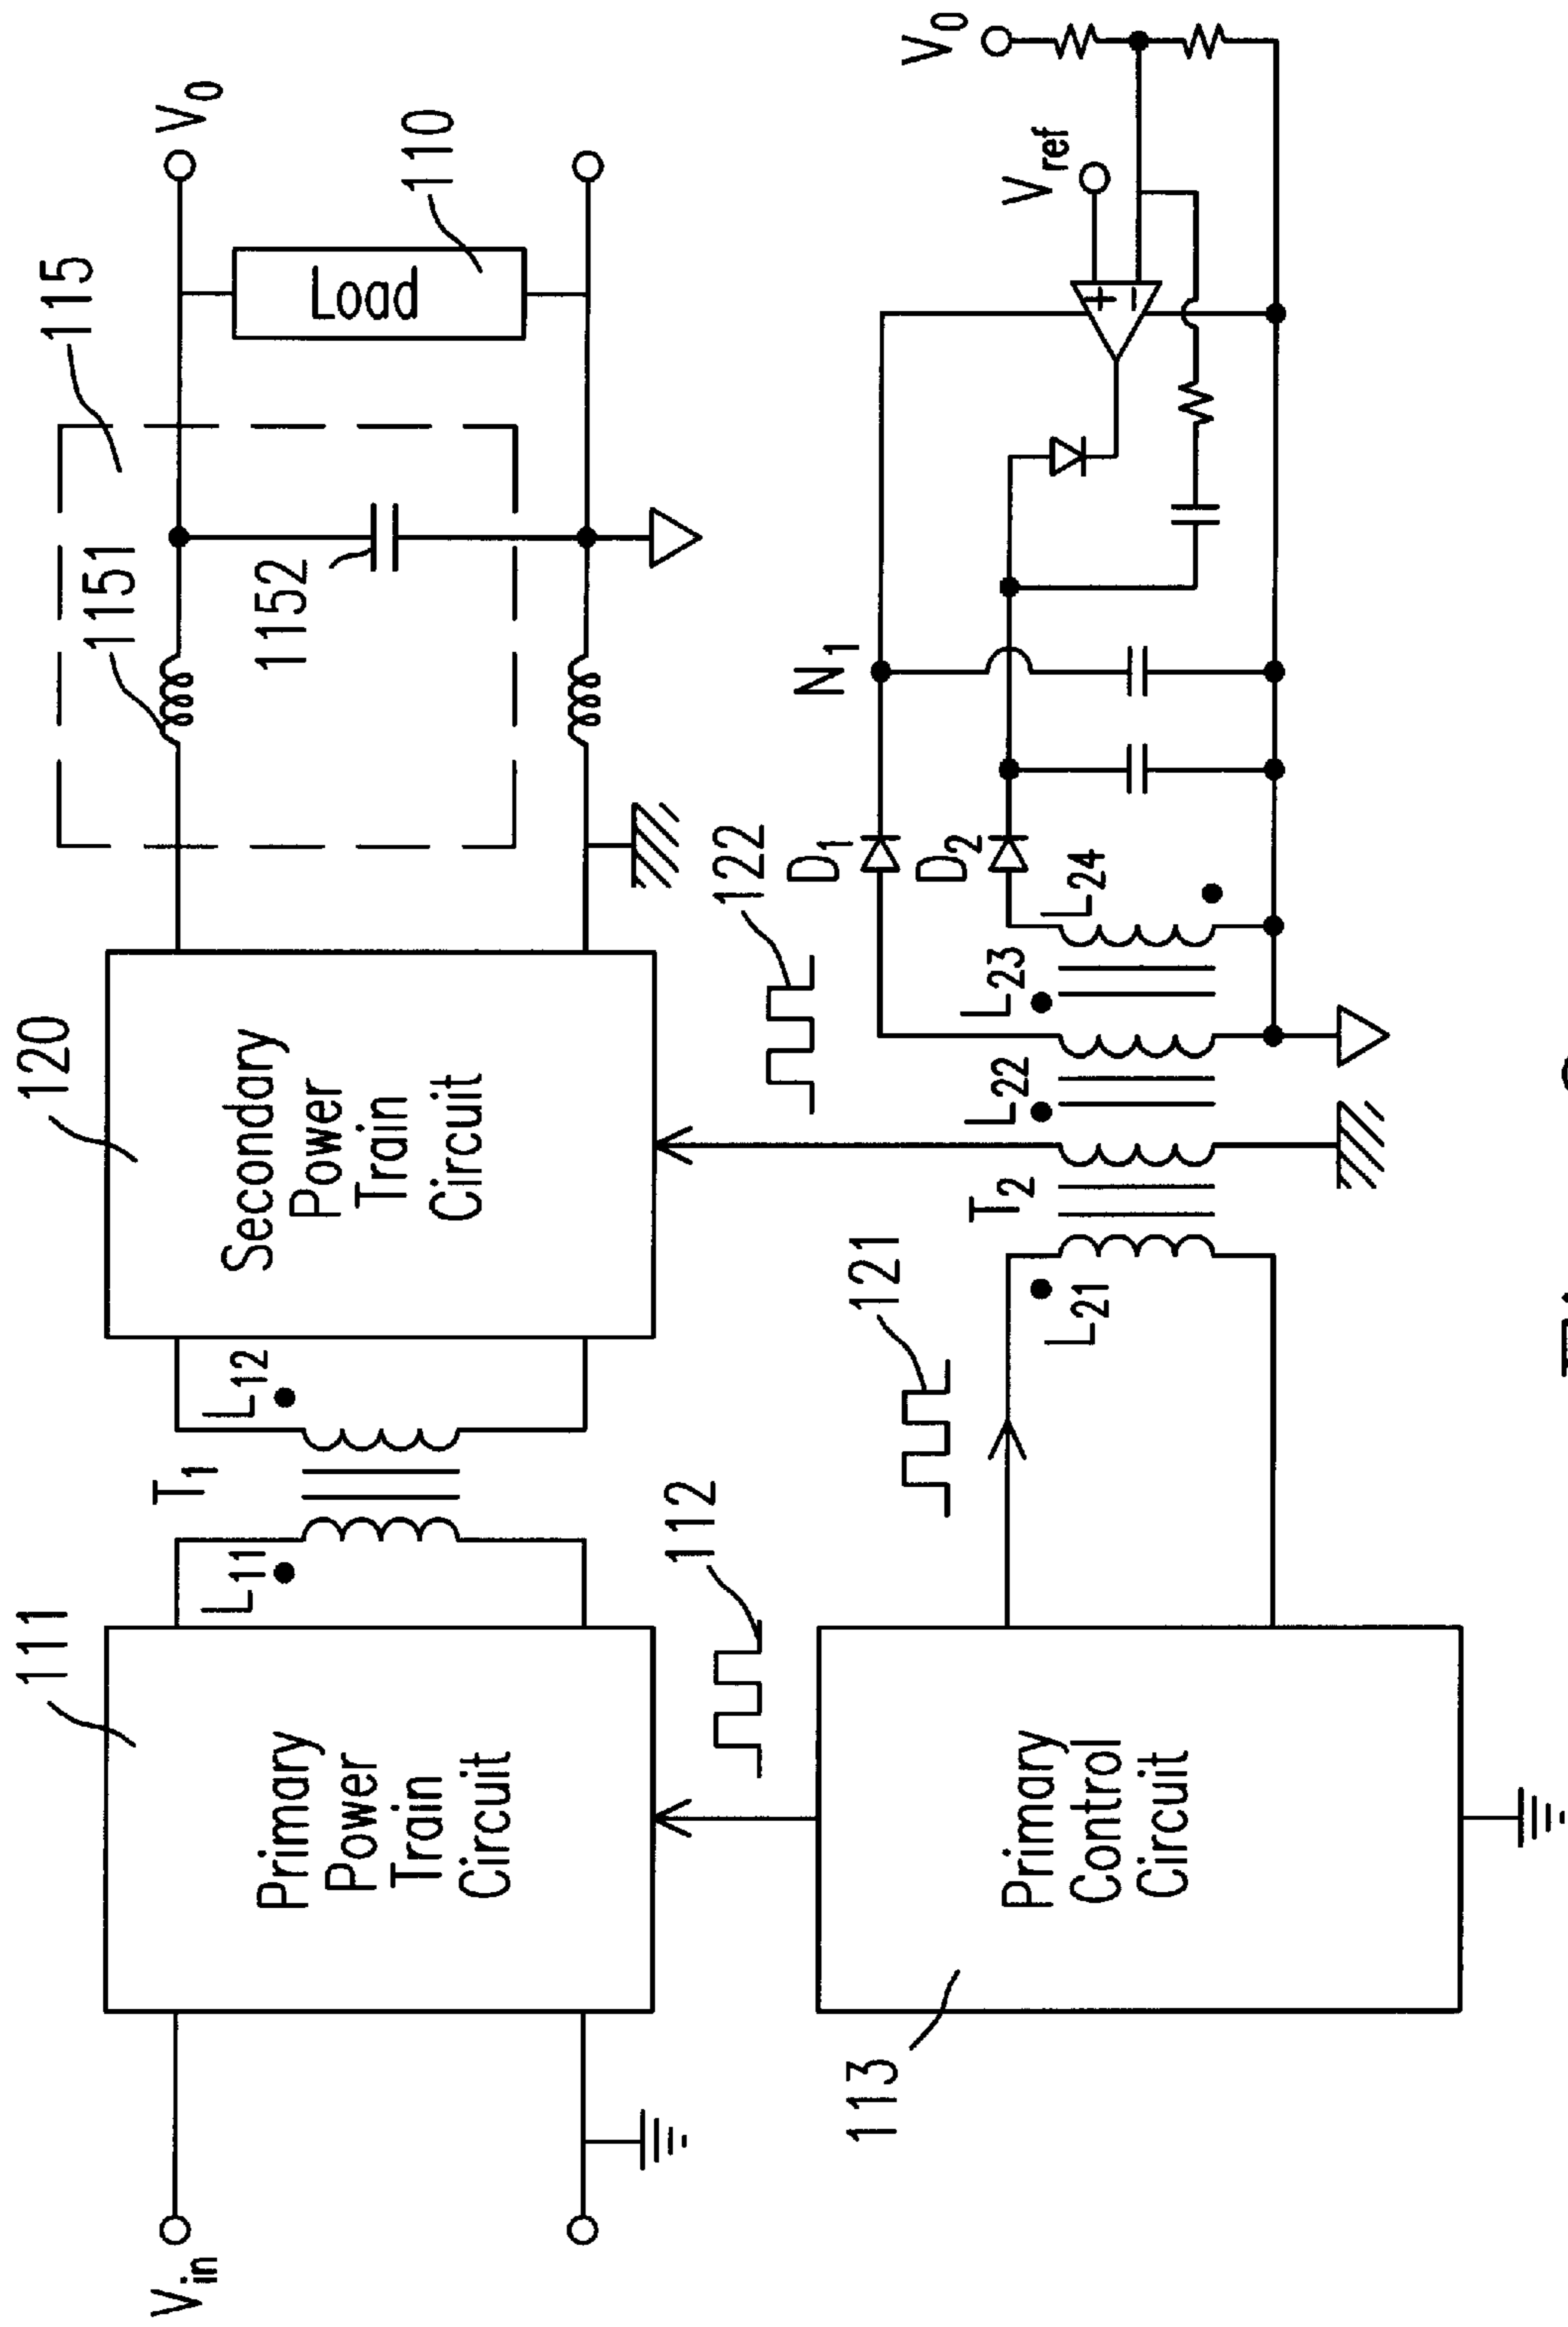 111
T1
120
115
1151
V0
L11
L12
1152
Load
110
Primary
Power
Train
Circuit
Secondary
Power
Train
Circuit
Vin
112
122
113
121
D1
N1
V0
D2
Vref
Primary
Control
Circuit
T2
L22
L23
L24
L21